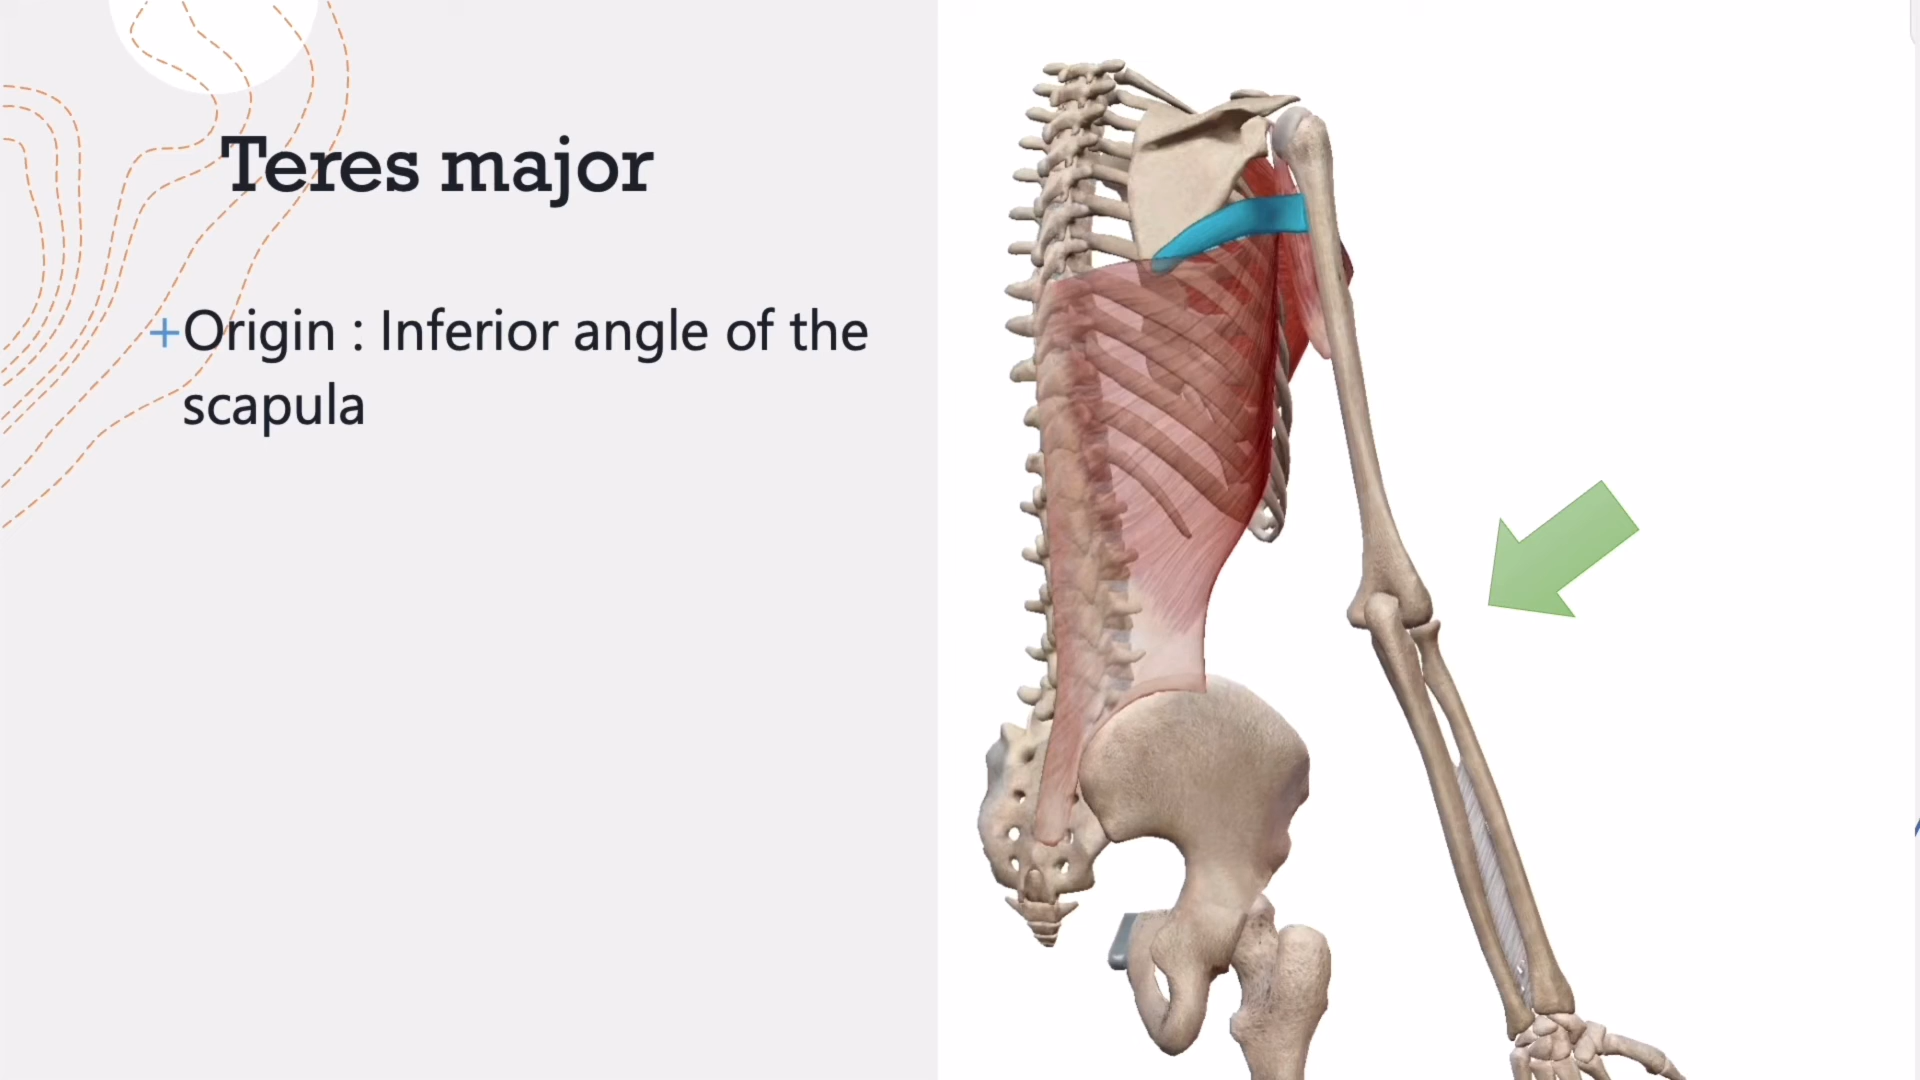 Teres major
+Origin : Inferior angle of the
scapula